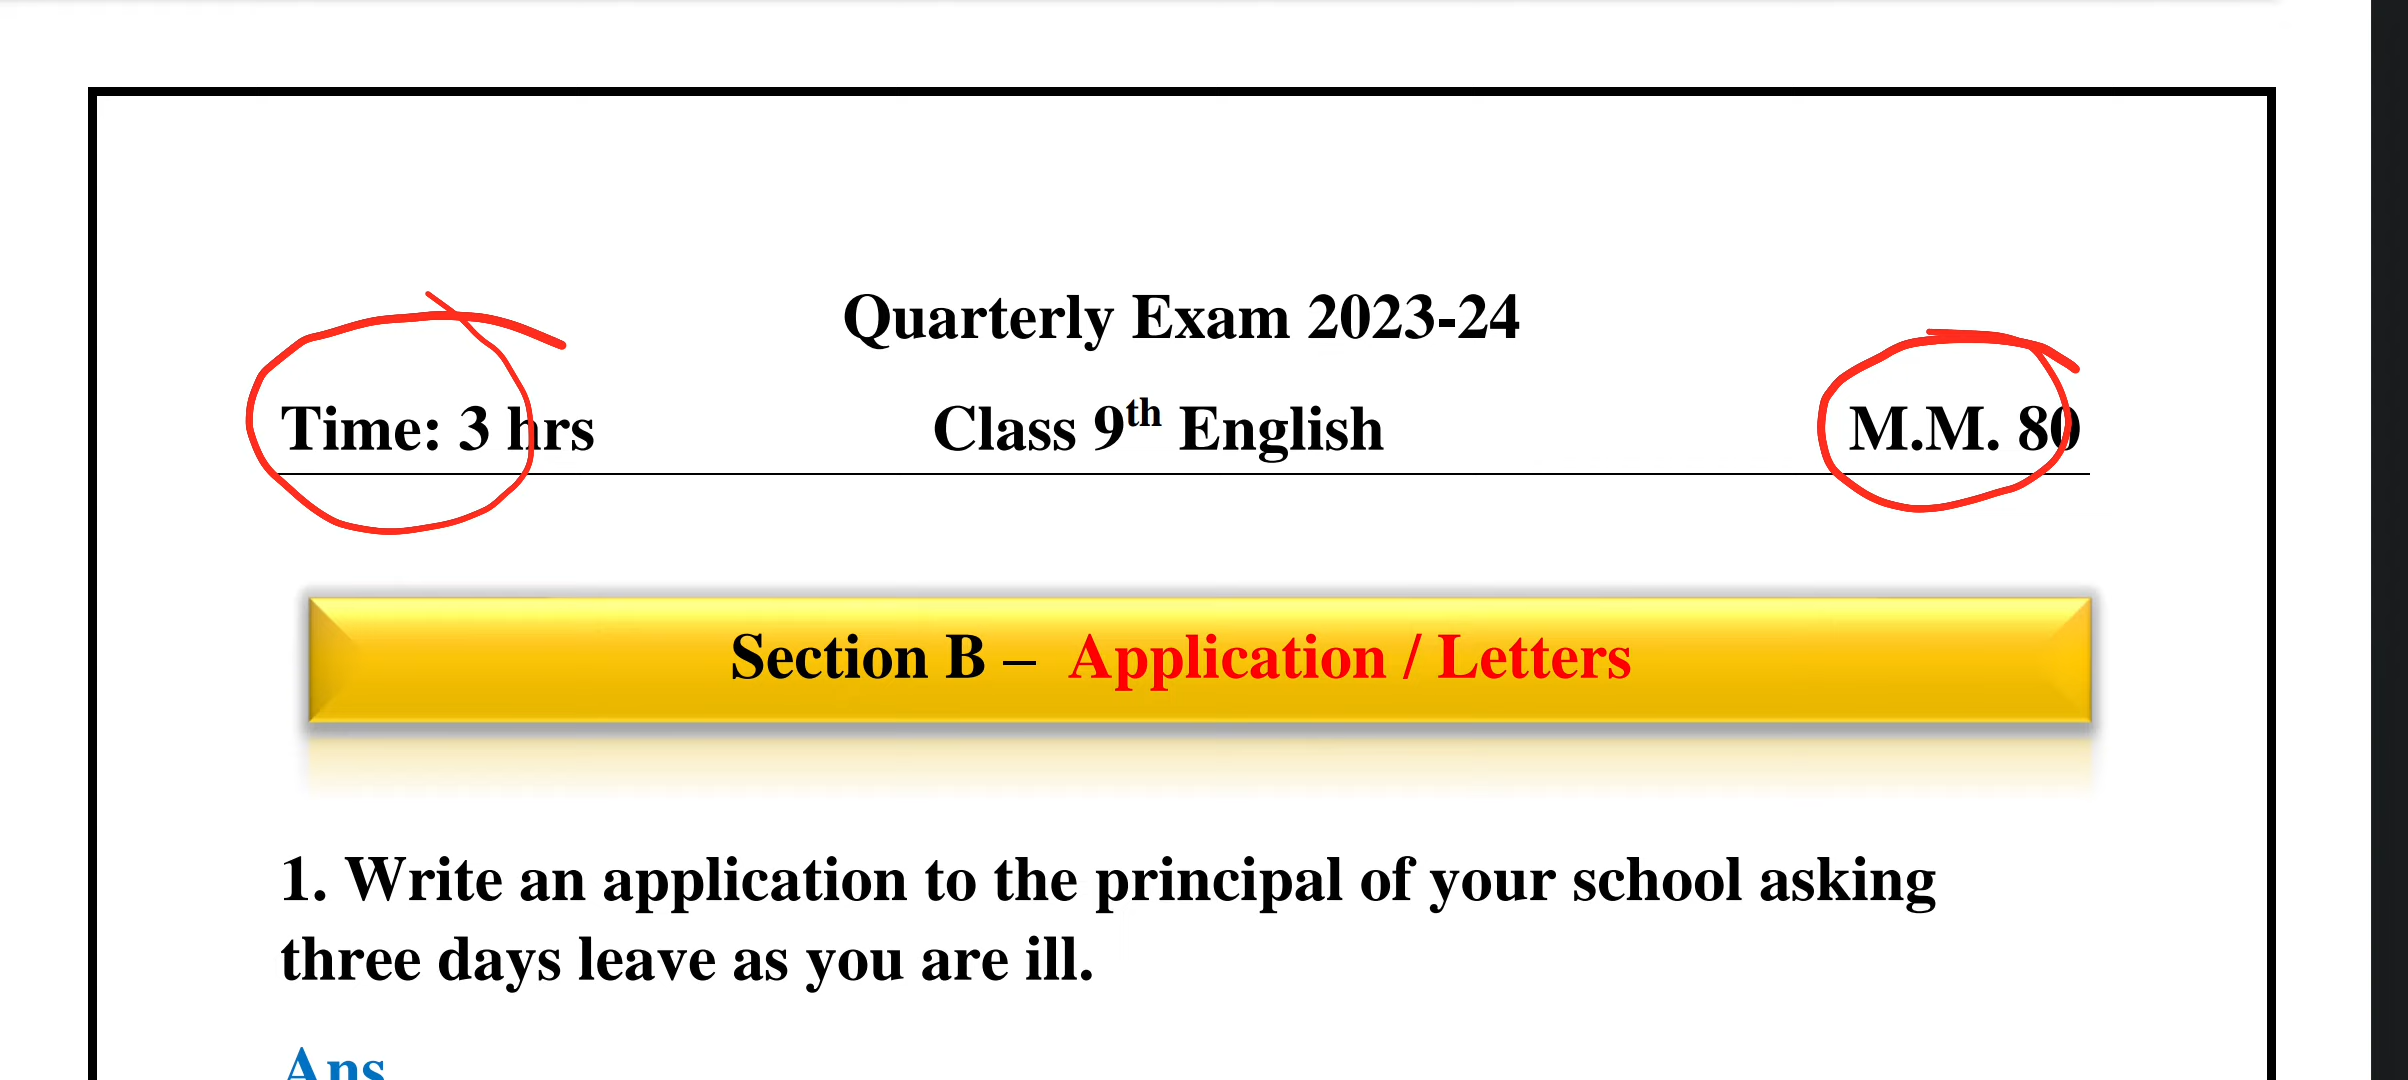 Quarterly Exam 2023-24
Time: 3 hrs Class 9th English M.M. 80
Section B – Application / Letters
1. Write an application to the principal of your school asking
three days leave as you are ill.
Ans